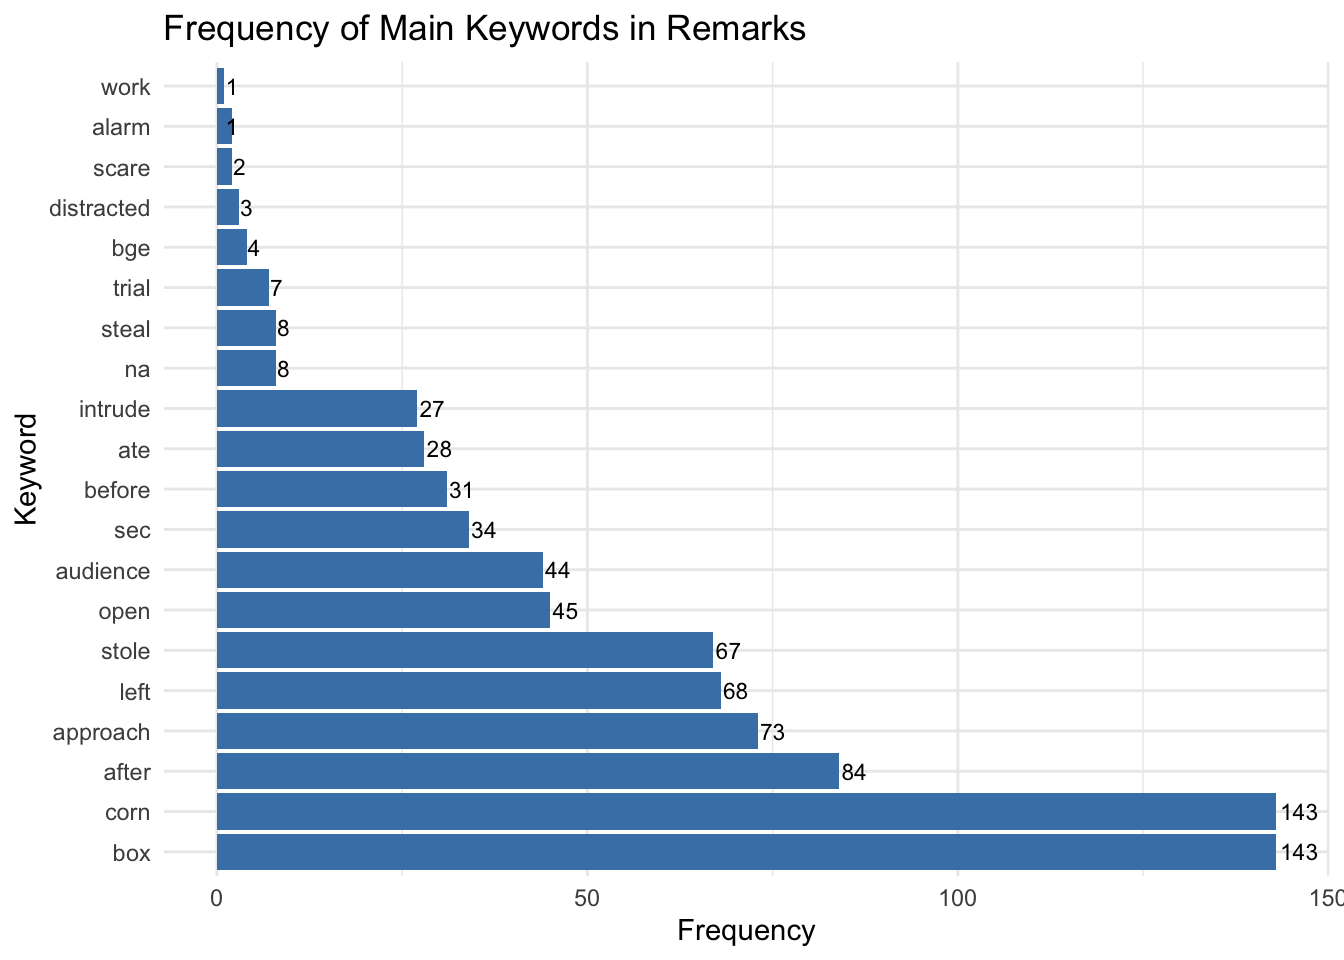 Frequency of Main Keywords in Remarks
Keyword
work 1
alarm 1
scare 2
distracted 3
bge 4
trial 7
steal 8
na 8
intrude 27
ate 28
before 31
sec 34
audience 44
open 45
stole 67
left 68
approach 73
after 84
corn 143
box 143
0 50 100 150
Frequency